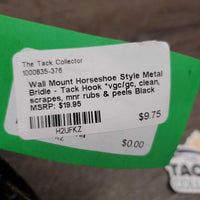 The Tack Collector
1000835-376
Wall Mount Horseshoe Style Metal
Bridle - Tack Hook *vgc/gc, clean,
scrapes, mnr rubs & peels Black
MSRP: $19.95
$9.75
H2UFKZ
$0.00
TACK